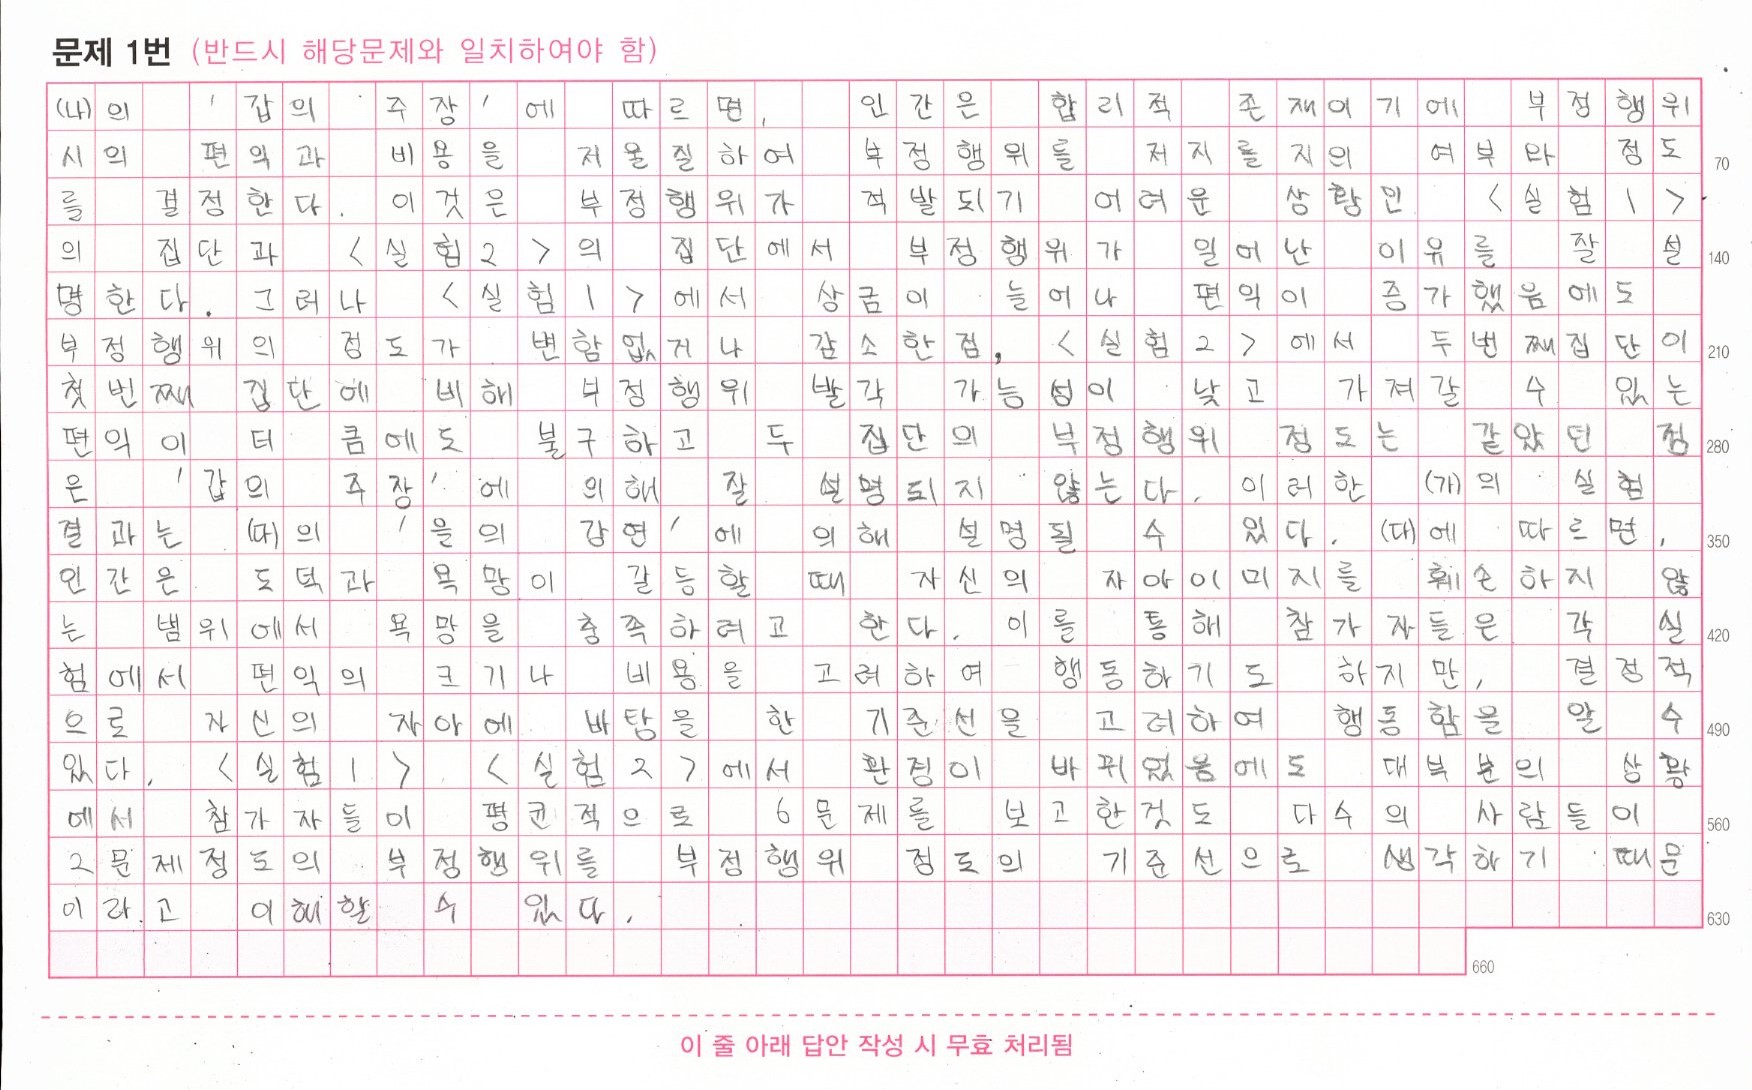 문제 1번 (반드시 해당문제와 일치하여야 함)
(나)의 '갑의 주장'에 따르면, 인간은 합리적 존재이기에 부정행위
시의 편익과 비용을 저울질하여 부정행위를 저지를지의 여부와 정도 70
를 결정한다. 이것은 부정행위가 적발되기 어려운 상황인 <실험1>
의 집단과 <실험2>의 집단에서 부정행위가 일어난 이유를 잘 설 140
명한다. 그러나 <실험1>에서 상금이 늘어나 편익이 증가했음에도
부정행위의 정도가 변함없거나 감소한점, <실험2>에서 두번째집단이 210
첫번째 집단에 비해 부정행위 발각 가능성이 낮고 가져갈 수 있는
편익이 더 큼에도 불구하고 두 집단의 부정행위 정도는 같았던 점 280
은 '갑의 주장'에 의해 잘 설명되지 않는다. 이러한 (가)의 실험
결과는 (다)의 '을의 강연'에 의해 설명될 수 있다. (다)에 따르면, 350
인간은 도덕과 욕망이 갈등할 때 자신의 자아이미지를 훼손하지 않
는 범위에서 욕망을 충족하려고 한다. 이를 통해 참가자들은 각 실 420
험에서 편익의 크기나 비용을 고려하여 행동하기도 하지만, 결정적
으로 자신의 자아에 바탕을 한 기준선을 고려하여 행동함을 알 수 490
있다. <실험1>, <실험2>에서 환경이 바뀌었음에도 대부분의 상황
에서 참가자들이 평균적으로 6문제를 보고한것도 다수의 사람들이 560
2문제정도의 부정행위를 부정행위 정도의 기준선으로 생각하기 때문
이라고 이해할 수 있다. 630
660
이 줄 아래 답안 작성 시 무효 처리됨